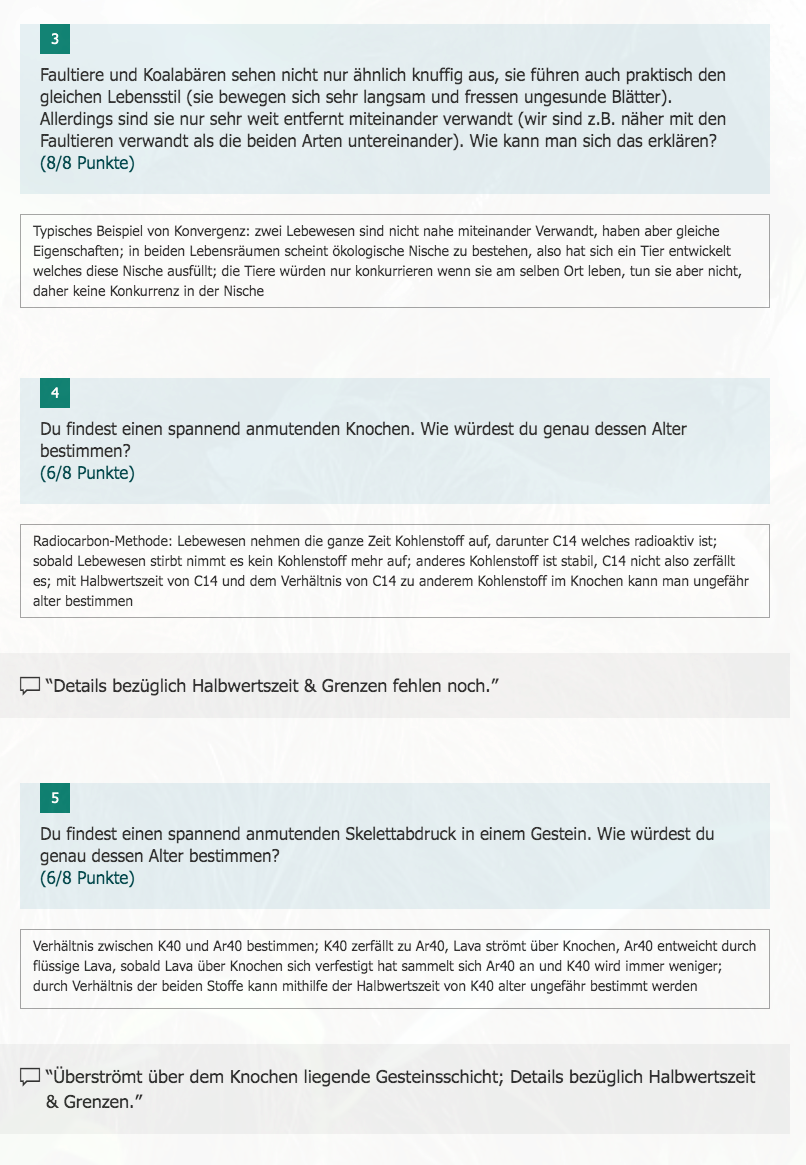 3
Faultiere und Koalabären sehen nicht nur ähnlich knuffig aus, sie führen auch praktisch den
gleichen Lebensstil (sie bewegen sich sehr langsam und fressen ungesunde Blätter).
Allerdings sind sie nur sehr weit entfernt miteinander verwandt (wir sind z.B. näher mit den
Faultieren verwandt als die beiden Arten untereinander). Wie kann man sich das erklären?
(8/8 Punkte)
Typisches Beispiel von Konvergenz: zwei Lebewesen sind nicht nahe miteinander Verwandt, haben aber gleiche
Eigenschaften; in beiden Lebensräumen scheint ökologische Nische zu bestehen, also hat sich ein Tier entwickelt
welches diese Nische ausfüllt; die Tiere würden nur konkurrieren wenn sie am selben Ort leben, tun sie aber nicht,
daher keine Konkurrenz in der Nische
4
Du findest einen spannend anmutenden Knochen. Wie würdest du genau dessen Alter
bestimmen?
(6/8 Punkte)
Radiocarbon-Methode: Lebewesen nehmen die ganze Zeit Kohlenstoff auf, darunter C14 welches radioaktiv ist;
sobald Lebewesen stirbt nimmt es kein Kohlenstoff mehr auf; anderes Kohlenstoff ist stabil, C14 nicht also zerfällt
es; mit Halbwertszeit von C14 und dem Verhältnis von C14 zu anderem Kohlenstoff im Knochen kann man ungefähr
alter bestimmen
“Details bezüglich Halbwertszeit & Grenzen fehlen noch.”
5
Du findest einen spannend anmutenden Skelettabdruck in einem Gestein. Wie würdest du
genau dessen Alter bestimmen?
(6/8 Punkte)
Verhältnis zwischen K40 und Ar40 bestimmen; K40 zerfällt zu Ar40, Lava strömt über Knochen, Ar40 entweicht durch
flüssige Lava, sobald Lava über Knochen sich verfestigt hat sammelt sich Ar40 an und K40 wird immer weniger;
durch Verhältnis der beiden Stoffe kann mithilfe der Halbwertszeit von K40 alter ungefähr bestimmt werden
“Überströmt über dem Knochen liegende Gesteinsschicht; Details bezüglich Halbwertszeit
& Grenzen.”